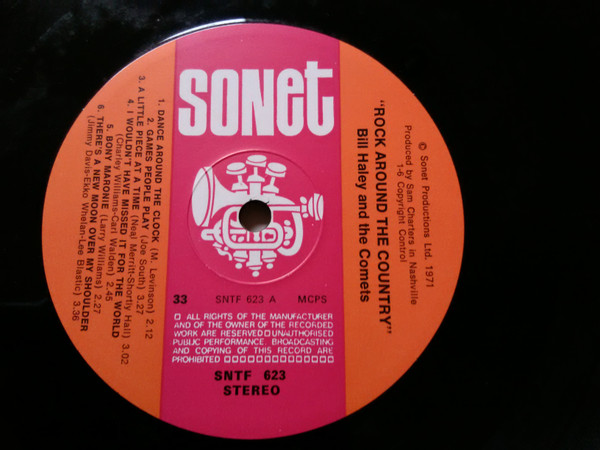 SONet
"ROCK AROUND THE COUNTRY"
Bill Haley and the Comets
© Sonet Productions Ltd. 1971
Produced by Sam Charters in Nashville
1-6 Copyright Control
1. DANCE AROUND THE CLOCK (M. Levinson) 2.12
2. GAMES PEOPLE PLAY (Joe South) 3.27
3. A LITTLE PIECE AT A TIME (Neal Merritt-Shortly Hall)
4. I WOULDN'T HAVE MISSED IT FOR THE WORLD
(Charley Williams-Carl Walden) 3.02
5. BONY MARONIE (Larry Williams) 2.45
6. THERE'S A NEW MOON OVER MY SHOULDER 2.27
(Jimmy Davis-Ekko Whelan-Lee Blastic) 3.36
33 SNTF 623 A MCPS
ALL RIGHTS OF THE MANUFACTURER
AND OF THE OWNER OF THE RECORDED
WORK ARE RESERVED UNAUTHORISED
PUBLIC PERFORMANCE BROADCASTING
AND COPYING OF THIS RECORD ARE
PROHIBITED
SNTF 623
STEREO